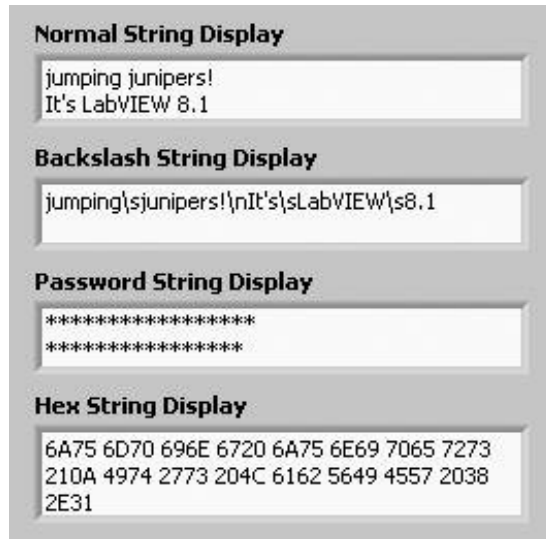 Normal String Display
jumping junipers!
It's LabVIEW 8.1
Backslash String Display
jumping\sjunipers!\nIt's\sLabVIEW\s8.1
Password String Display
*****************
****************
Hex String Display
6A75 6D70 696E 6720 6A75 6E69 7065 7273
210A 4974 2773 204C 6162 5649 4557 2038
2E31